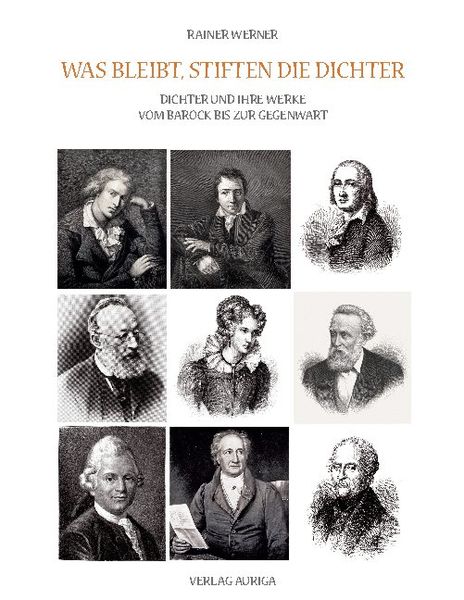 RAINER WERNER
WAS BLEIBT, STIFTEN DIE DICHTER
DICHTER UND IHRE WERKE
VOM BAROCK BIS ZUR GEGENWART
VERLAG AURIGA